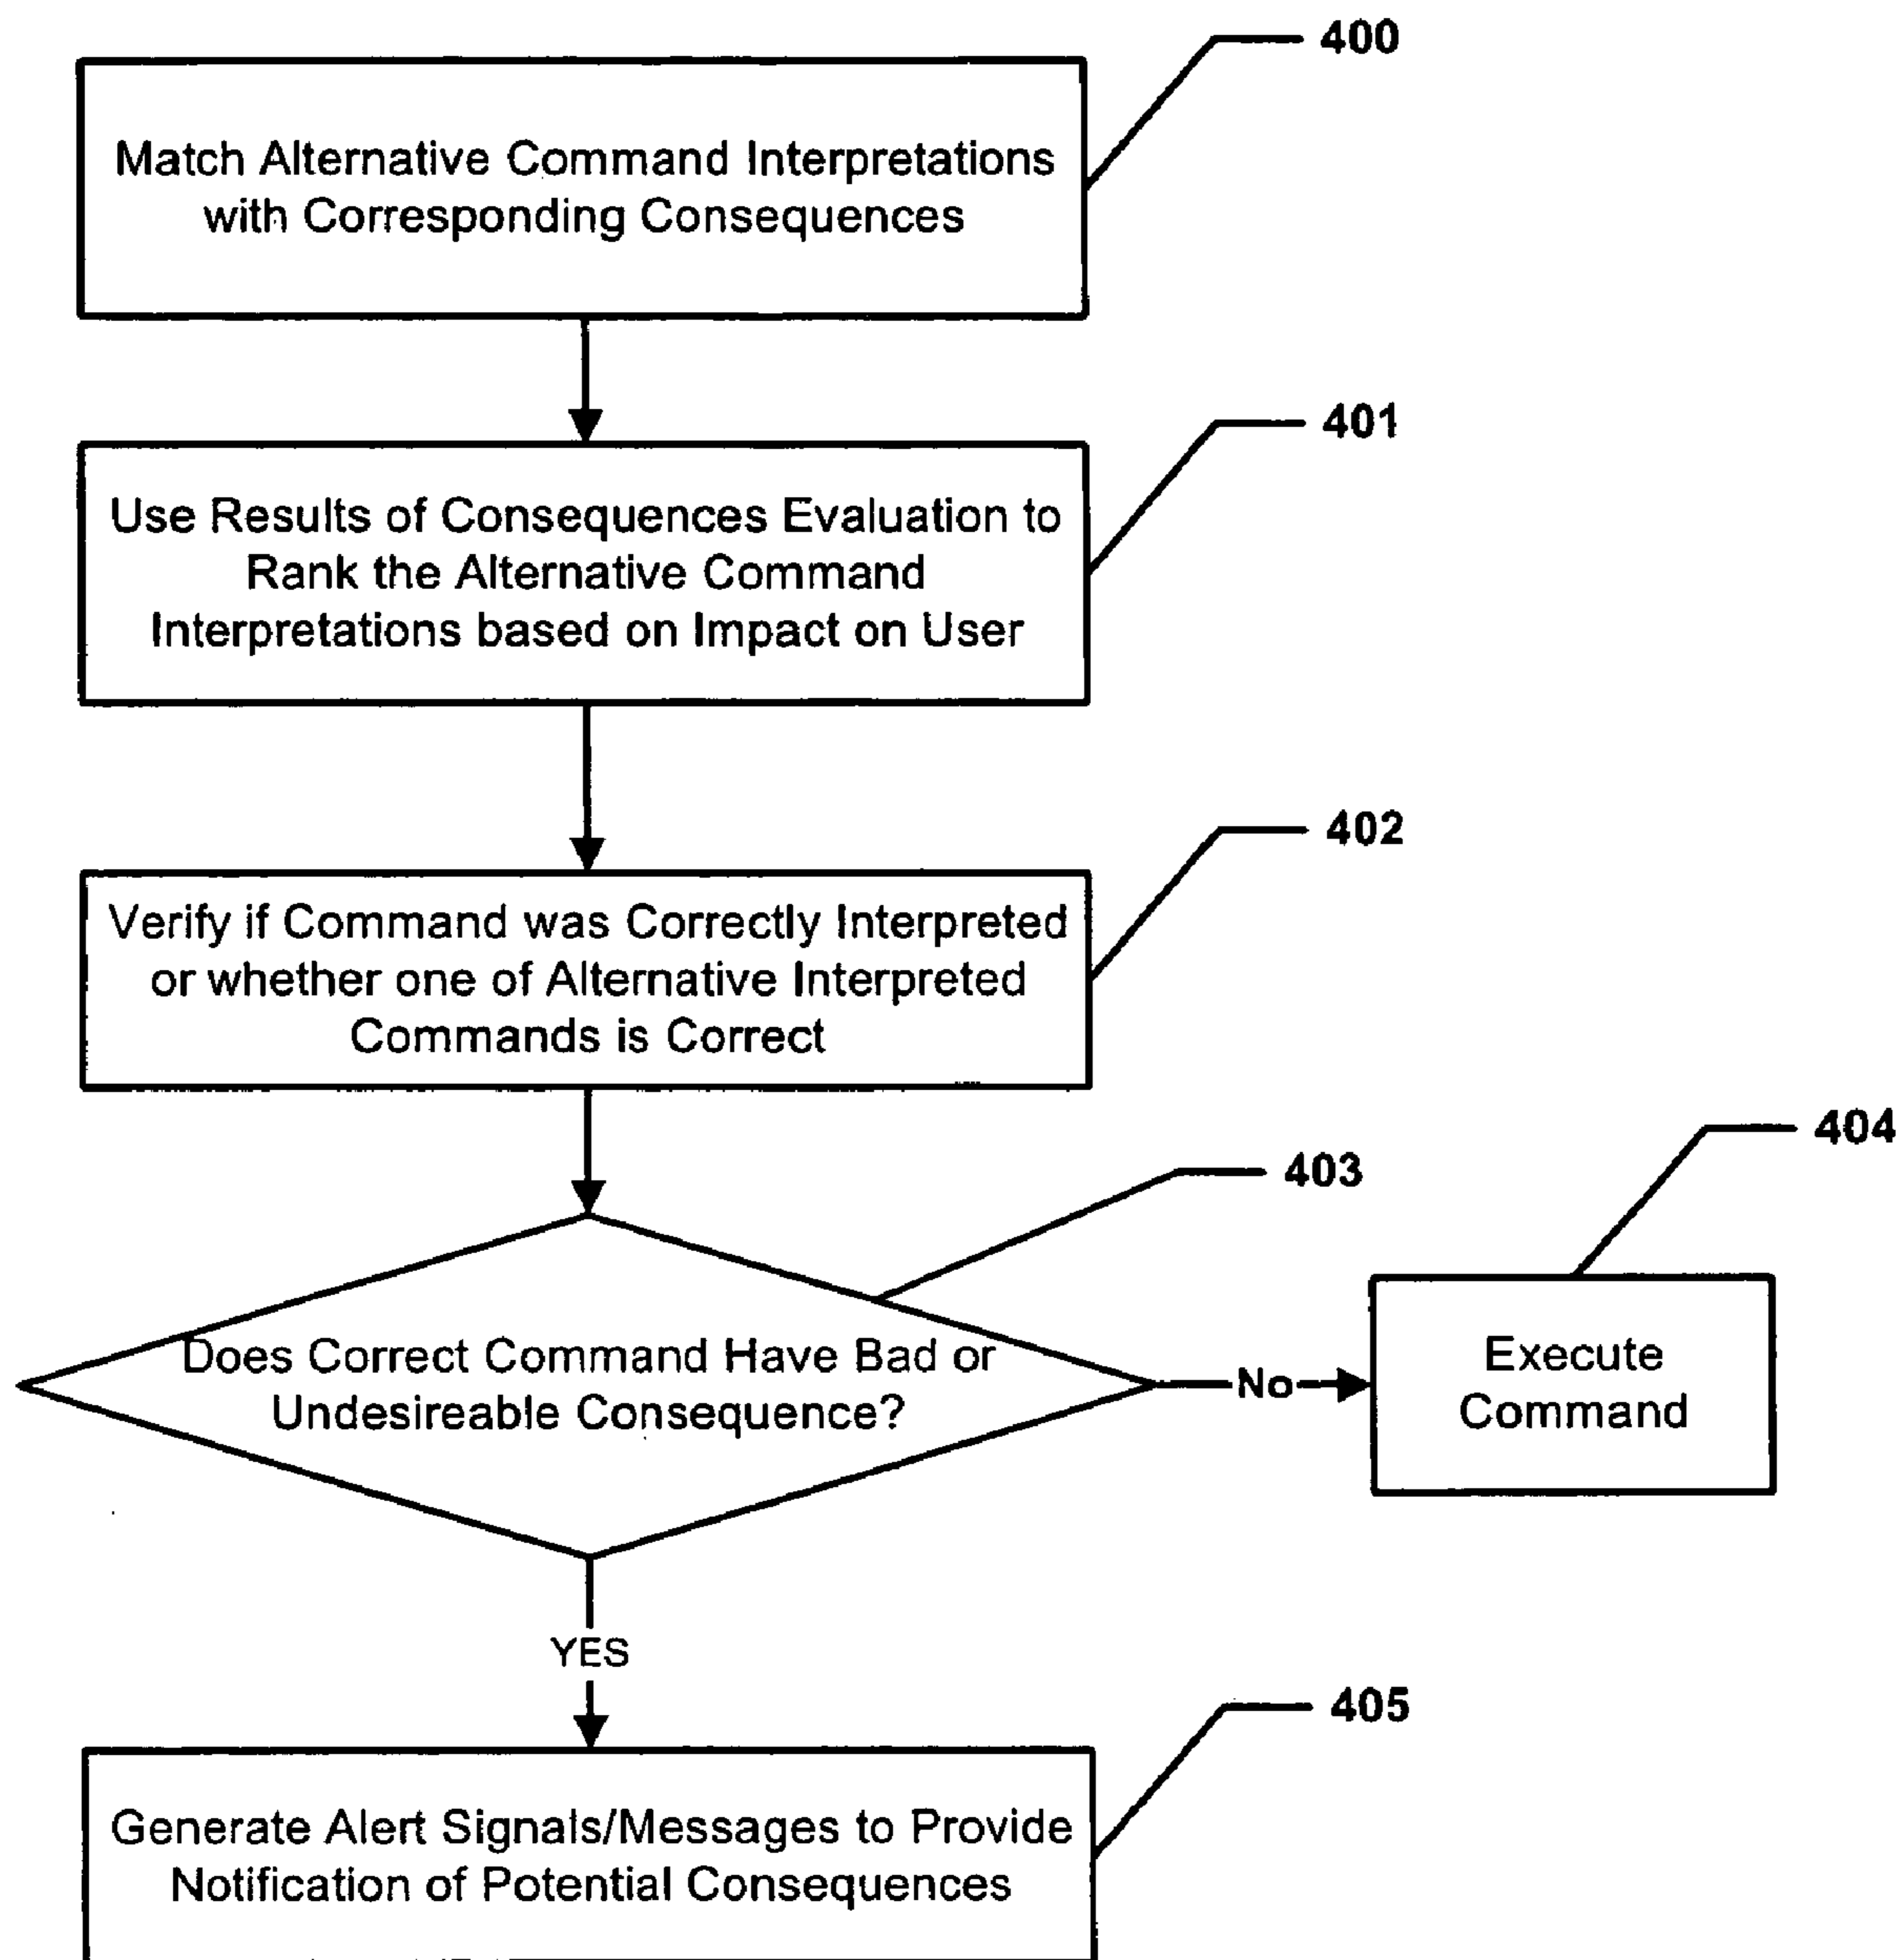 400
Match Alternative Command Interpretations
with Corresponding Consequences
401
Use Results of Consequences Evaluation to
Rank the Alternative Command
Interpretations based on Impact on User
402
Verify if Command was Correctly Interpreted
or whether one of Alternative Interpreted
Commands is Correct
403
404
Does Correct Command Have Bad or
Undesireable Consequence?
No
Execute
Command
YES
405
Generate Alert Signals/Messages to Provide
Notification of Potential Consequences